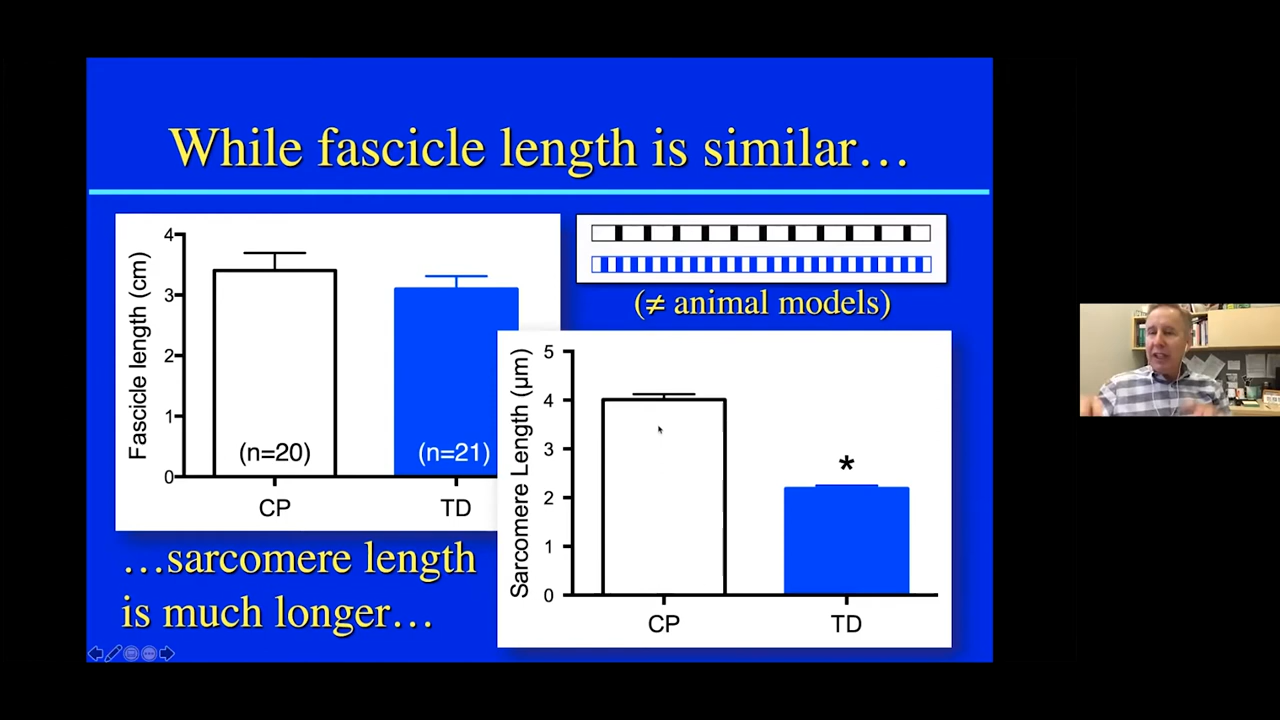 While fascicle length is similar…
Fascicle length (cm)
4
3
2
1
0
(n=20)
(n=21)
CP
TD
(≠ animal models)
Sarcomere Length (μm)
5
4
3
2
1
0
*
CP
TD
…sarcomere length
is much longer…